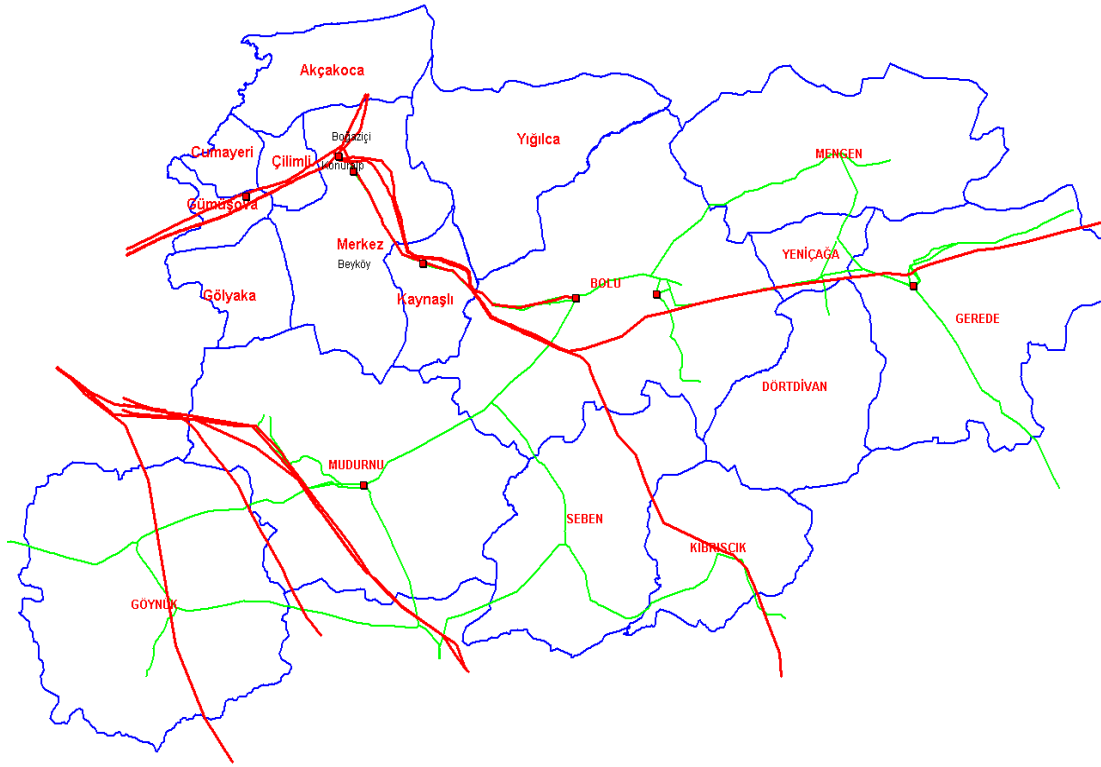 Akçakoca
Boğaziçi
Yığılca
Cumayeri
Çilimli
Konuralp
MENGEN
Gümüşova
Merkez
Beyköy
YENİÇAĞA
BOLU
Gölyaka
Kaynaşlı
GEREDE
DÖRTDİVAN
MUDURNU
SEBEN
KIBRISCIK
GÖYNÜK